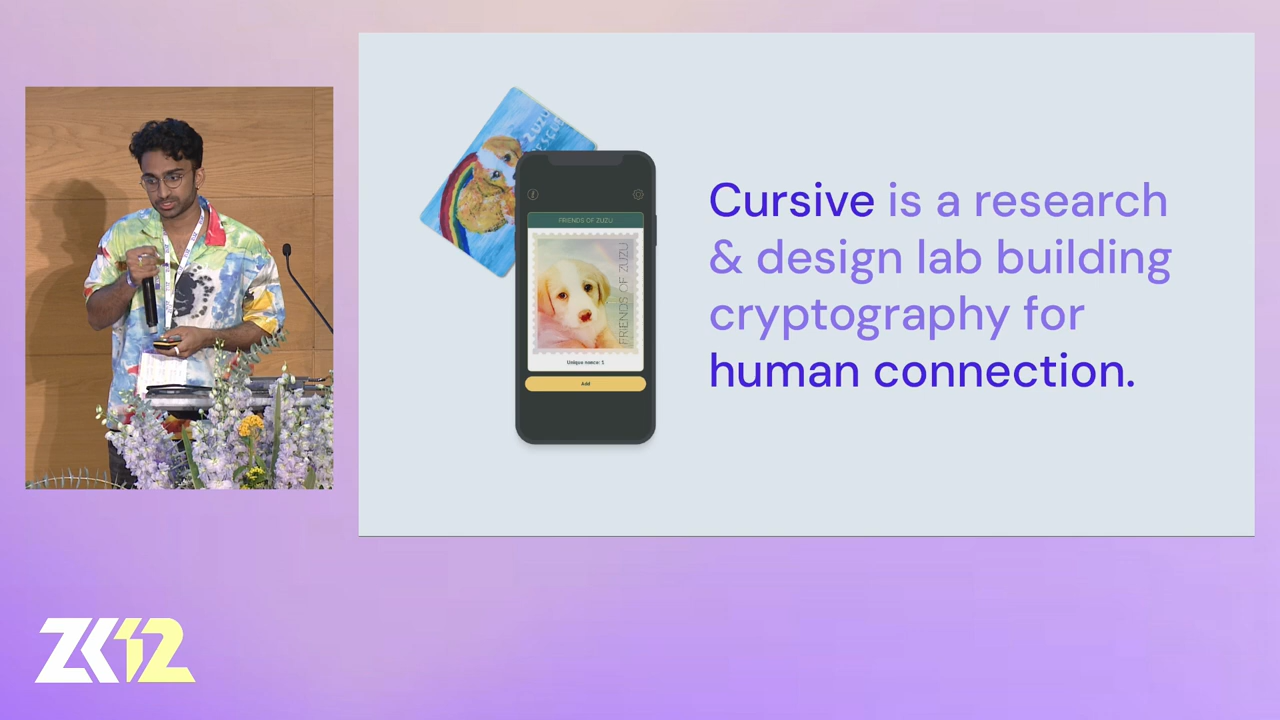 ZUZU
FRIENDS OF ZUZU
FRIENDS OF ZUZU
Unique nonce: 1
Add
Cursive is a research
& design lab building
cryptography for
human connection.
ZK12